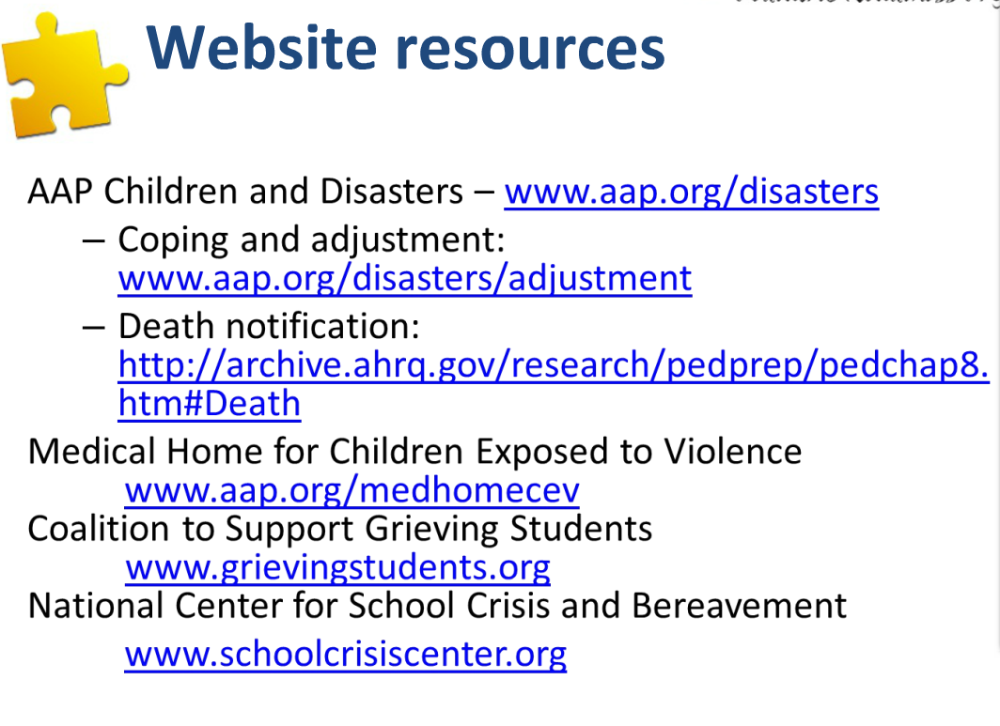 Website resources
AAP Children and Disasters – www.aap.org/disasters
– Coping and adjustment:
www.aap.org/disasters/adjustment
– Death notification:
http://archive.ahrq.gov/research/pedprep/pedchap8.
htm#Death
Medical Home for Children Exposed to Violence
www.aap.org/medhomecev
Coalition to Support Grieving Students
www.grievingstudents.org
National Center for School Crisis and Bereavement
www.schoolcrisiscenter.org